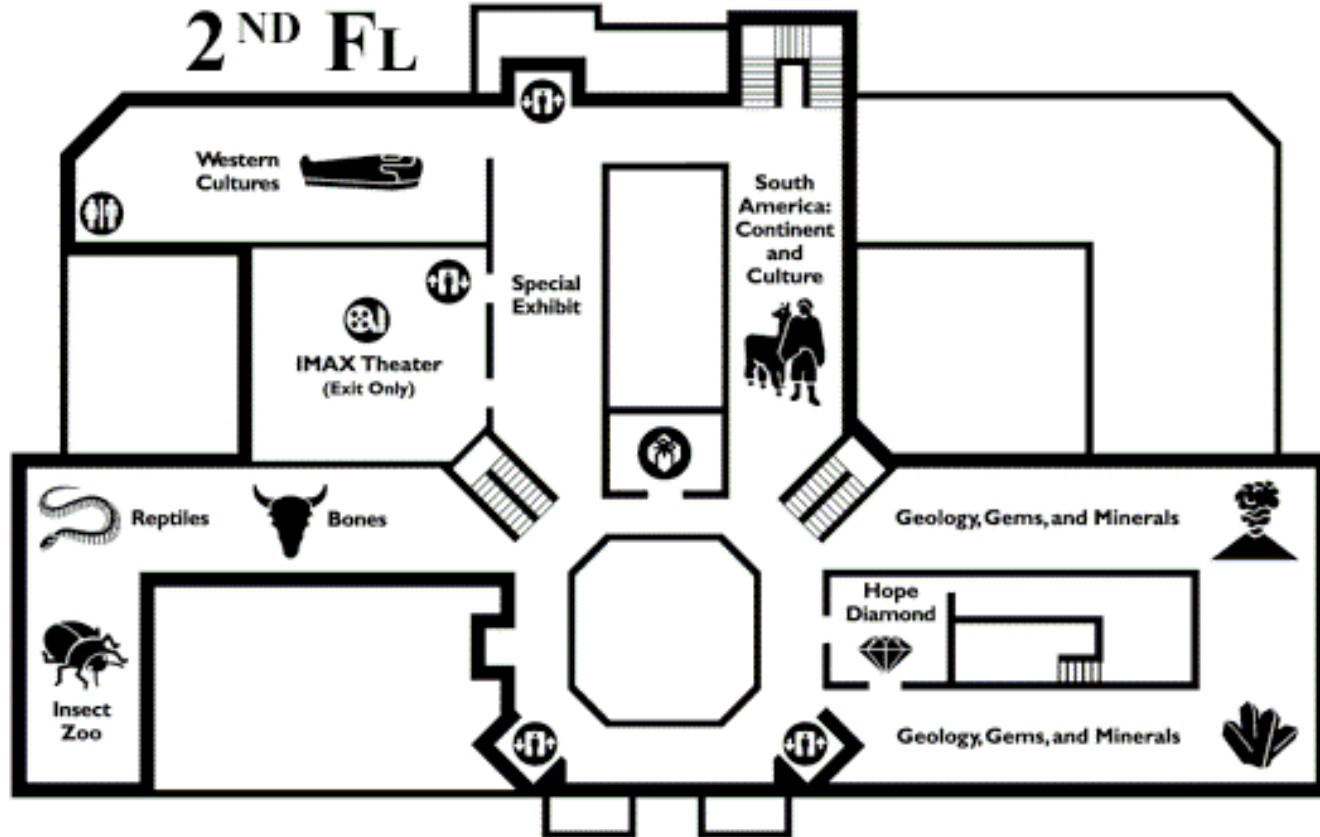 2ND FL
Western
Cultures
South
America:
Continent
and
Culture
Special
Exhibit
IMAX Theater
(Exit Only)
Reptiles
Bones
Geology, Gems, and Minerals
Hope
Diamond
Insect
Zoo
Geology, Gems, and Minerals